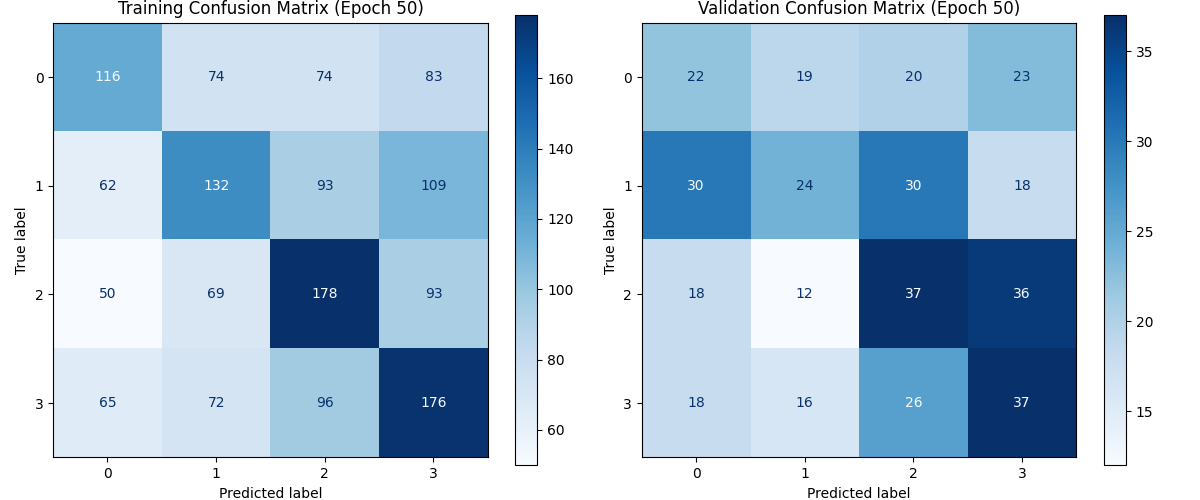 Training Confusion Matrix (Epoch 50)
True label
0 116 74 74 83
1 62 132 93 109
2 50 69 178 93
3 65 72 96 176
0 1 2 3
Predicted label
160
140
120
100
80
60
Validation Confusion Matrix (Epoch 50)
True label
0 22 19 20 23
1 30 24 30 18
2 18 12 37 36
3 18 16 26 37
0 1 2 3
Predicted label
35
30
25
20
15